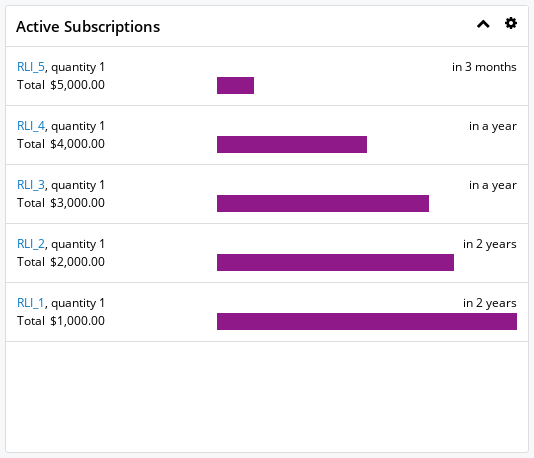 Active Subscriptions
RLI_5, quantity 1 in 3 months
Total $5,000.00
RLI_4, quantity 1 in a year
Total $4,000.00
RLI_3, quantity 1 in a year
Total $3,000.00
RLI_2, quantity 1 in 2 years
Total $2,000.00
RLI_1, quantity 1 in 2 years
Total $1,000.00